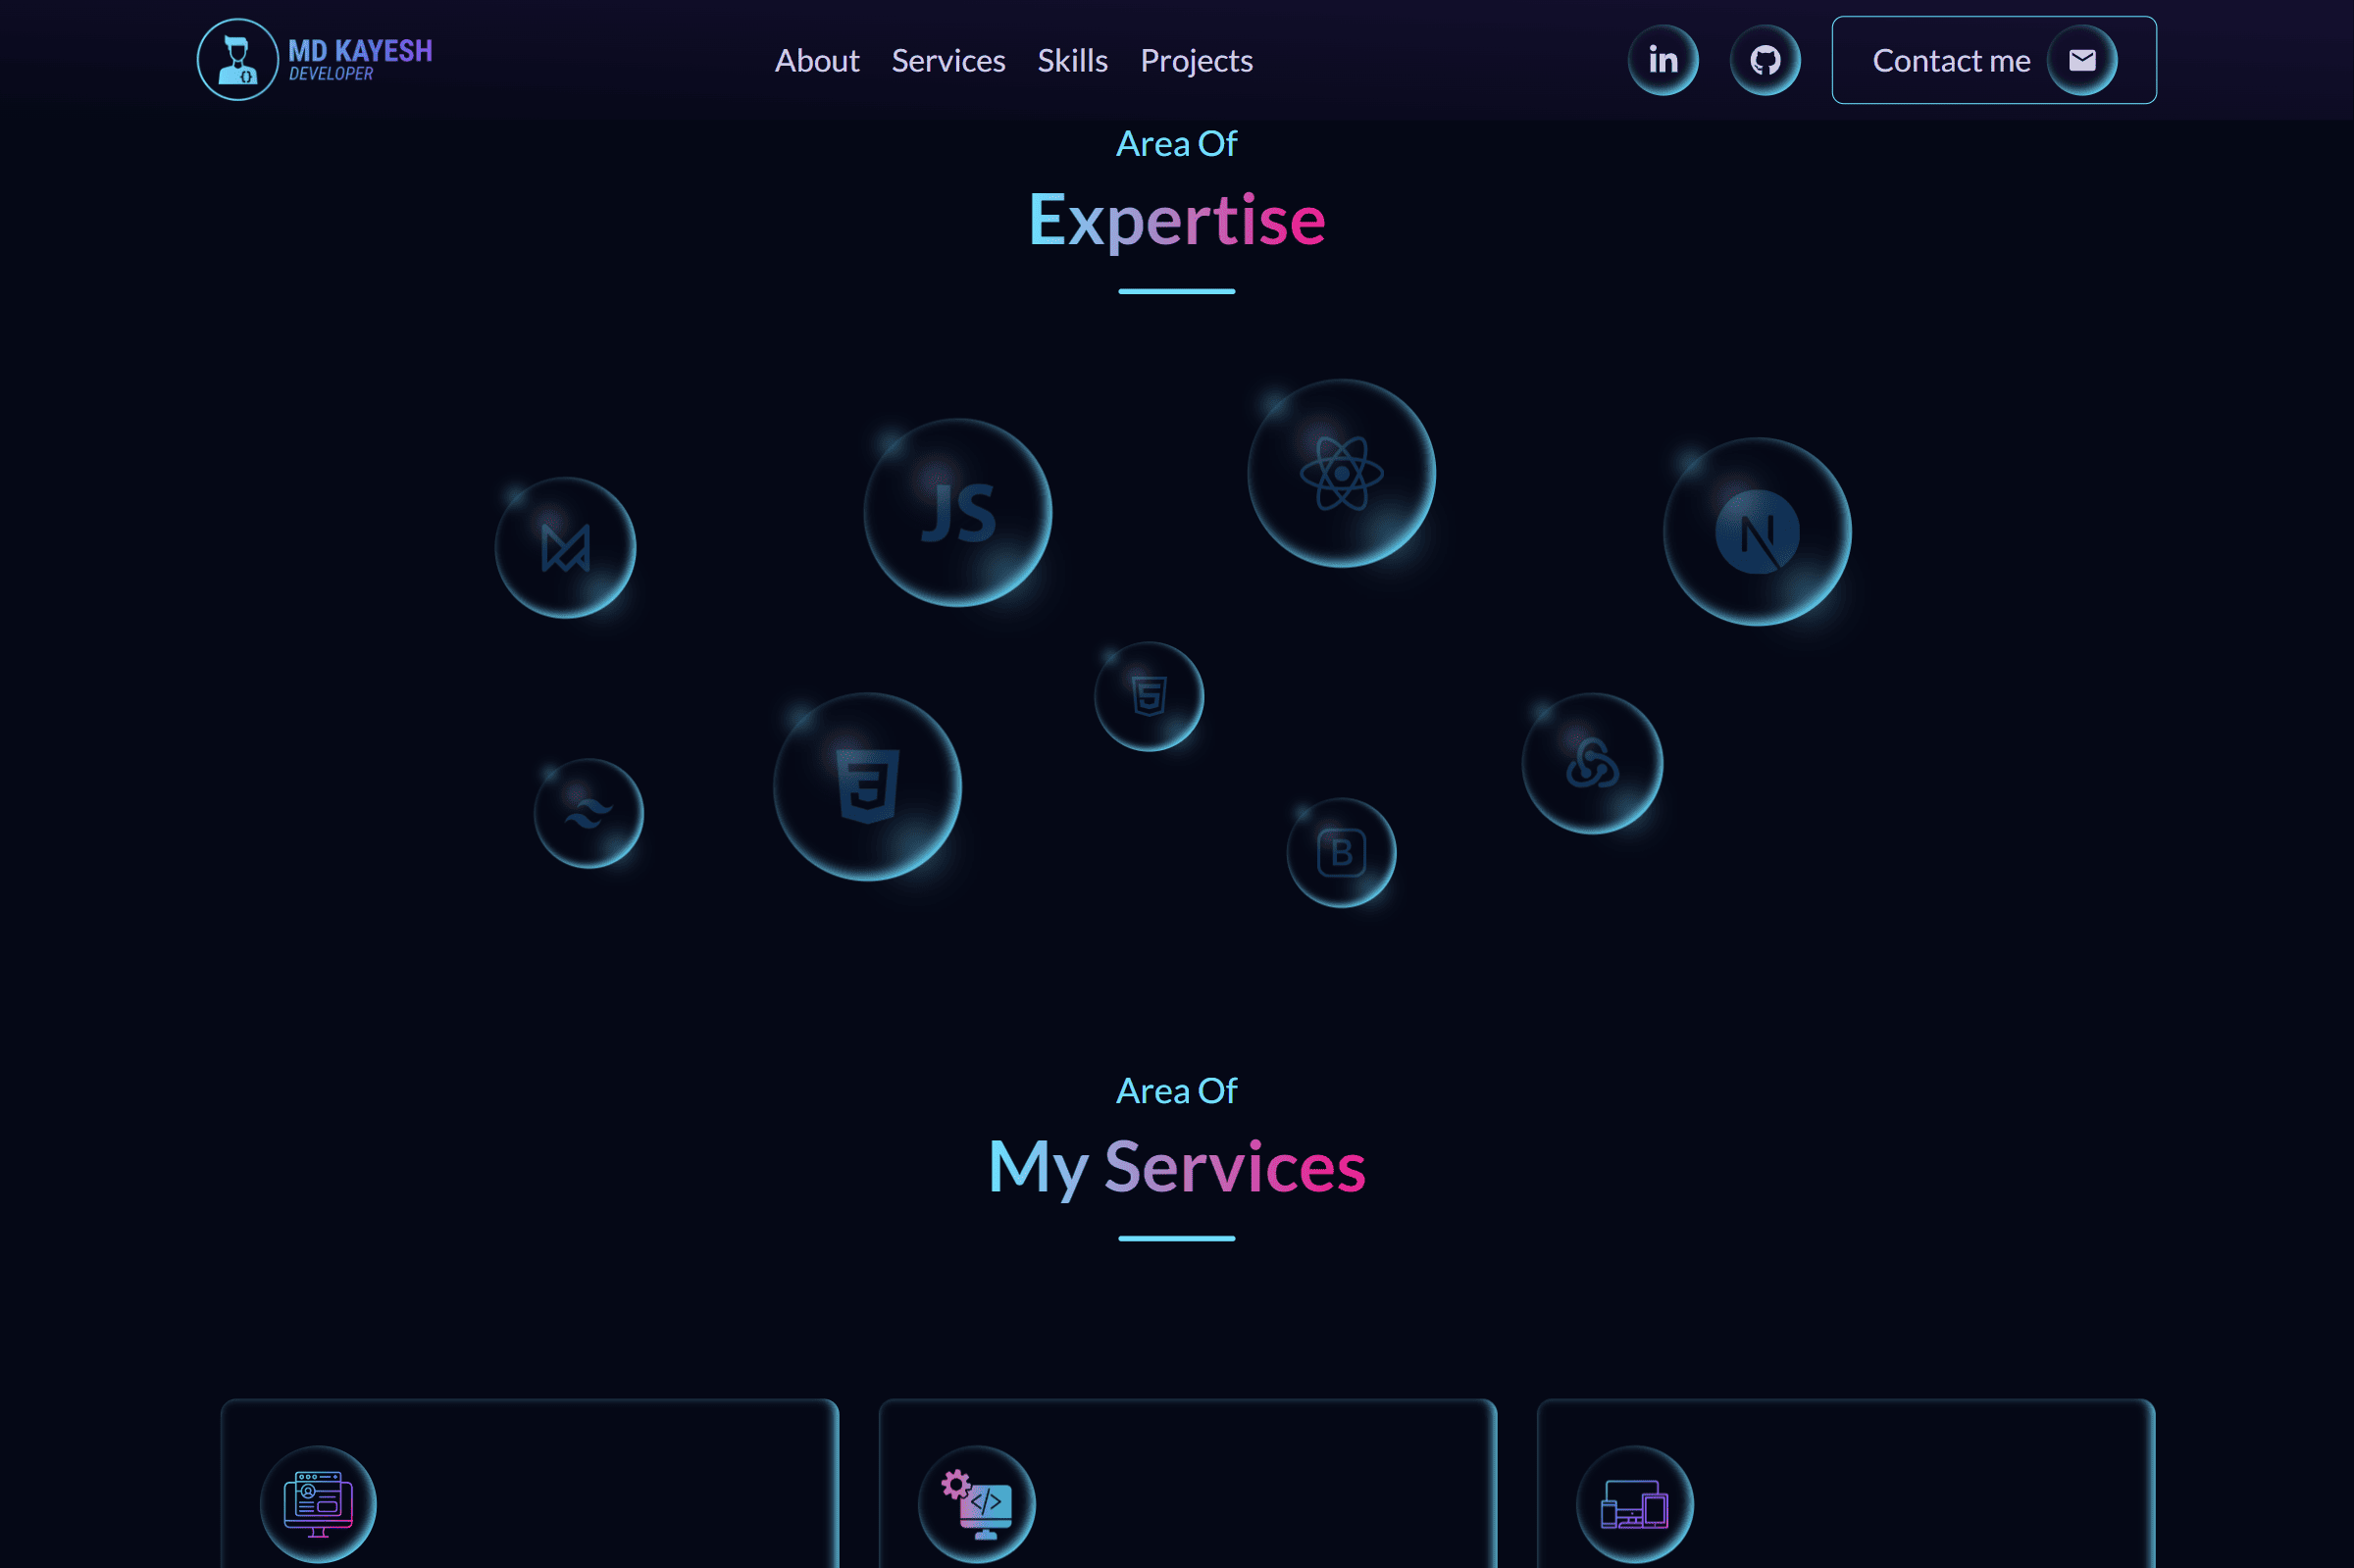 MD KAYESH
DEVELOPER
About Services Skills Projects
in
Contact me
Area Of
Expertise
JS
N
B
Area Of
My Services